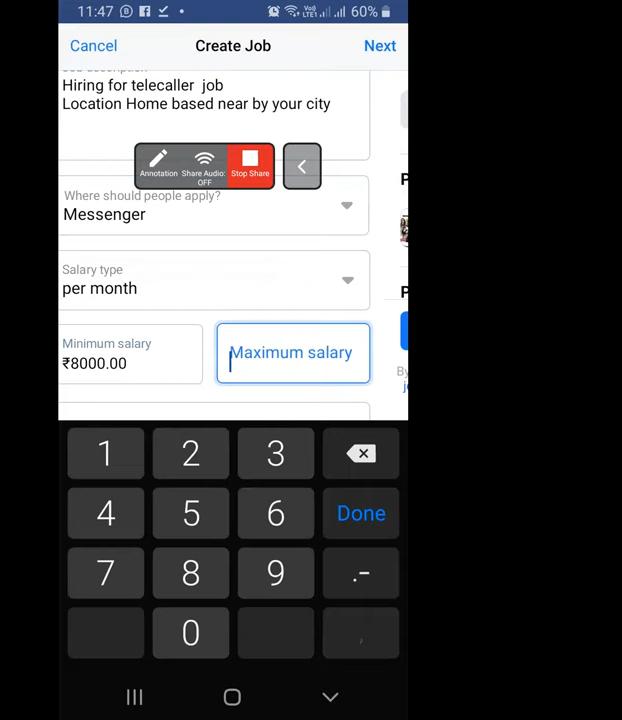 11:47
60%
Cancel
Create Job
Next
Hiring for telecaller  job
Location Home based near by your city
Annotation
Share Audio:
OFF
Stop Share
Where should people apply?
Messenger
Salary type
per month
Minimum salary
₹8000.00
Maximum salary
P
P
By
1
2
3
4
5
6
Done
7
8
9
.-
0
,